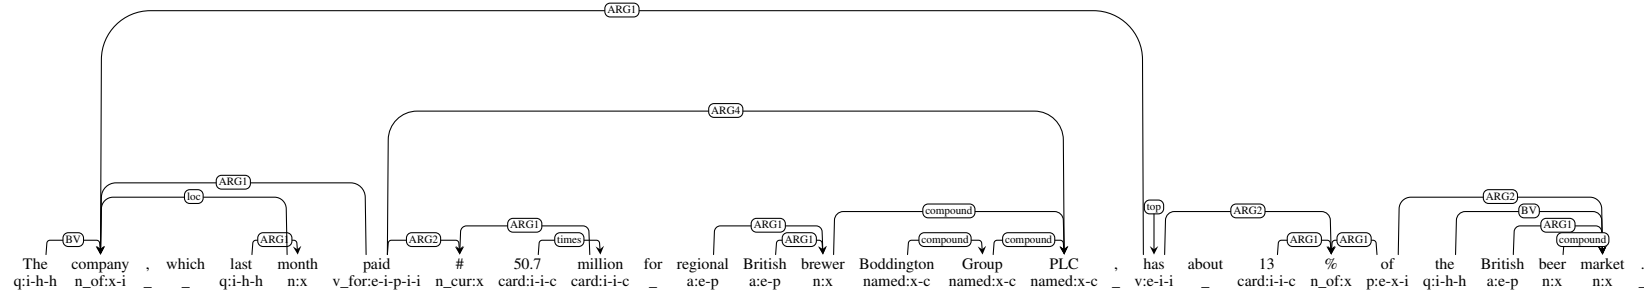 ARG1
ARG4
ARG1 ARG2
loc compound top BV
ARG1 ARG1 ARG2 ARG1
BV ARG1 ARG2 times ARG1 compound compound ARG1 ARG1 compound
The company , which last month paid # 50.7 million for regional British brewer Boddington Group PLC , has about 13 % of the British beer market .
q:i-h-h n_of:x-i _ _ q:i-h-h n:x v_for:e-i-p-i-i n_cur:x card:i-i-c card:i-i-c _ a:e-p a:e-p n:x named:x-c named:x-c named:x-c _ v:e-i-i _ card:i-i-c n_of:x p:e-x-i q:i-h-h a:e-p n:x n:x _